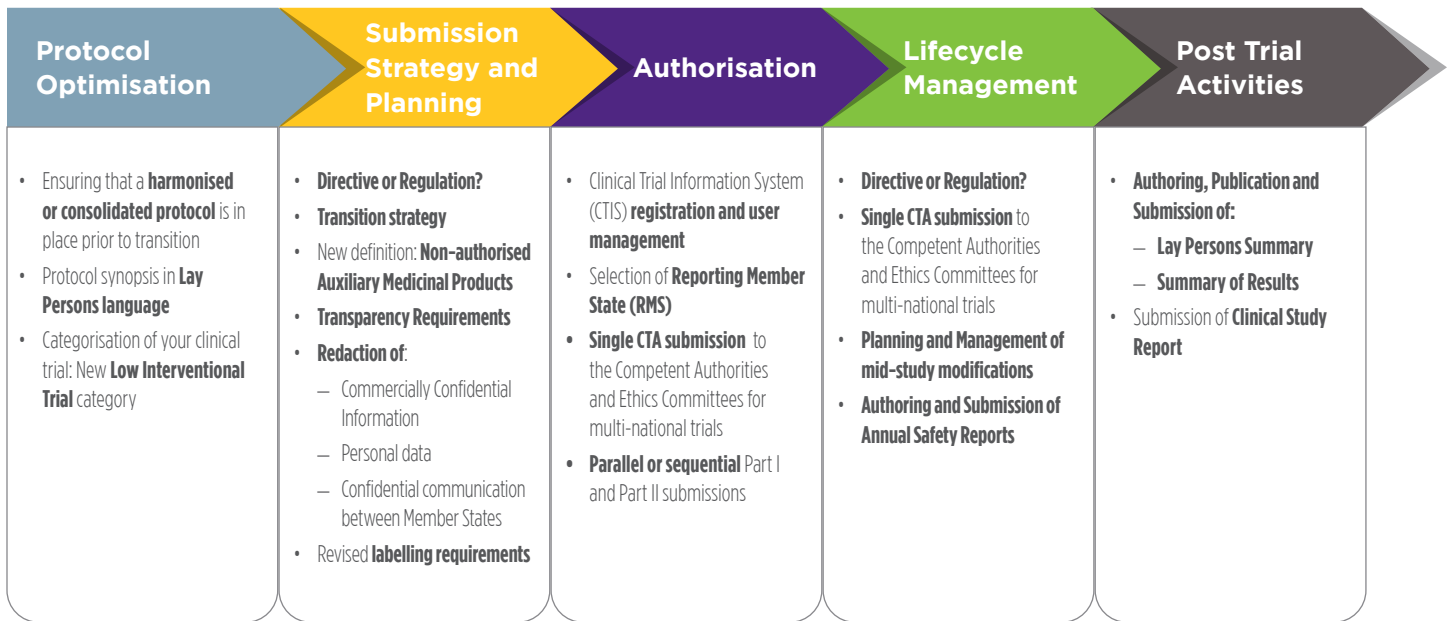 Protocol
Optimisation
Submission
Strategy and
Planning
Authorisation
Lifecycle
Management
Post Trial
Activities
• Ensuring that a harmonised
or consolidated protocol is in
place prior to transition
• Protocol synopsis in Lay
Persons language
• Categorisation of your clinical
trial: New Low Interventional
Trial category
• Directive or Regulation?
• Transition strategy
• New definition: Non-authorised
Auxiliary Medicinal Products
• Transparency Requirements
• Redaction of:
– Commercially Confidential
Information
– Personal data
– Confidential communication
between Member States
• Revised labelling requirements
• Clinical Trial Information System
(CTIS) registration and user
management
• Selection of Reporting Member
State (RMS)
• Single CTA submission to
the Competent Authorities
and Ethics Committees for
multi-national trials
• Parallel or sequential Part I
and Part II submissions
• Directive or Regulation?
• Single CTA submission to
the Competent Authorities
and Ethics Committees for
multi-national trials
• Planning and Management of
mid-study modifications
• Authoring and Submission of
Annual Safety Reports
• Authoring, Publication and
Submission of:
– Lay Persons Summary
– Summary of Results
• Submission of Clinical Study
Report